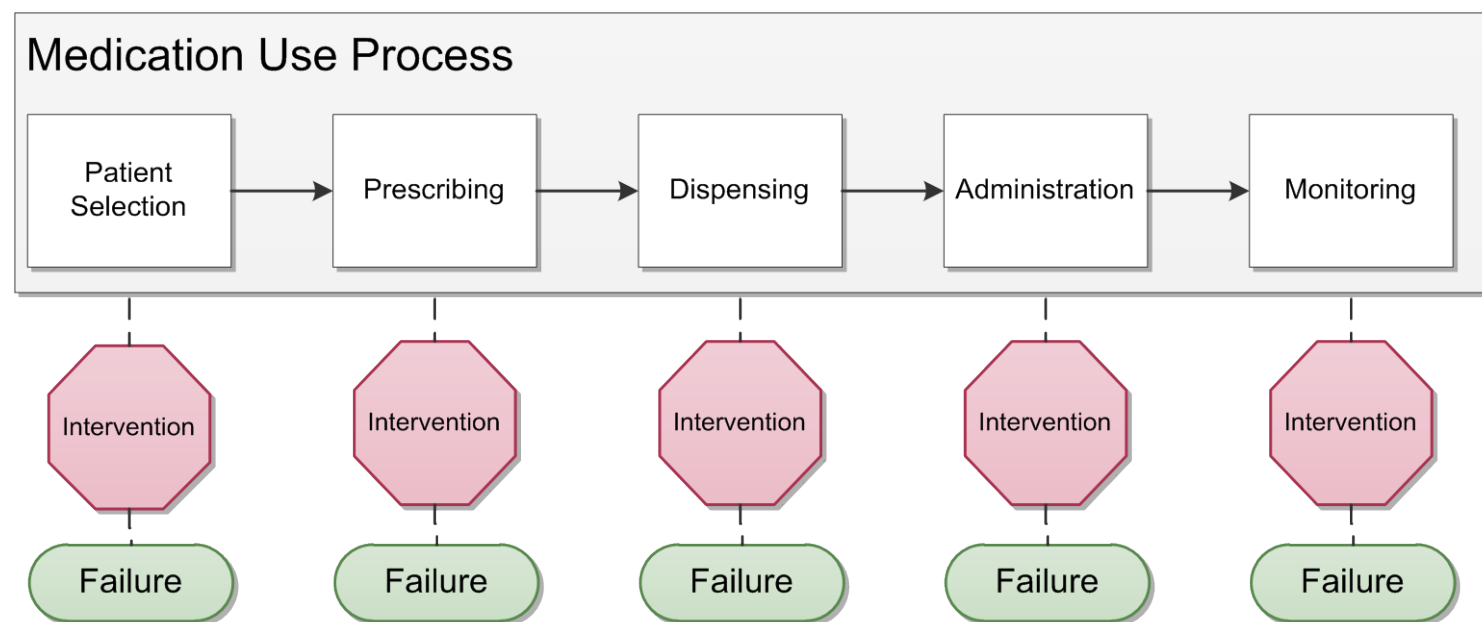 Medication Use Process
Patient
Selection
Prescribing
Dispensing
Administration
Monitoring
Intervention
Intervention
Intervention
Intervention
Intervention
Failure
Failure
Failure
Failure
Failure